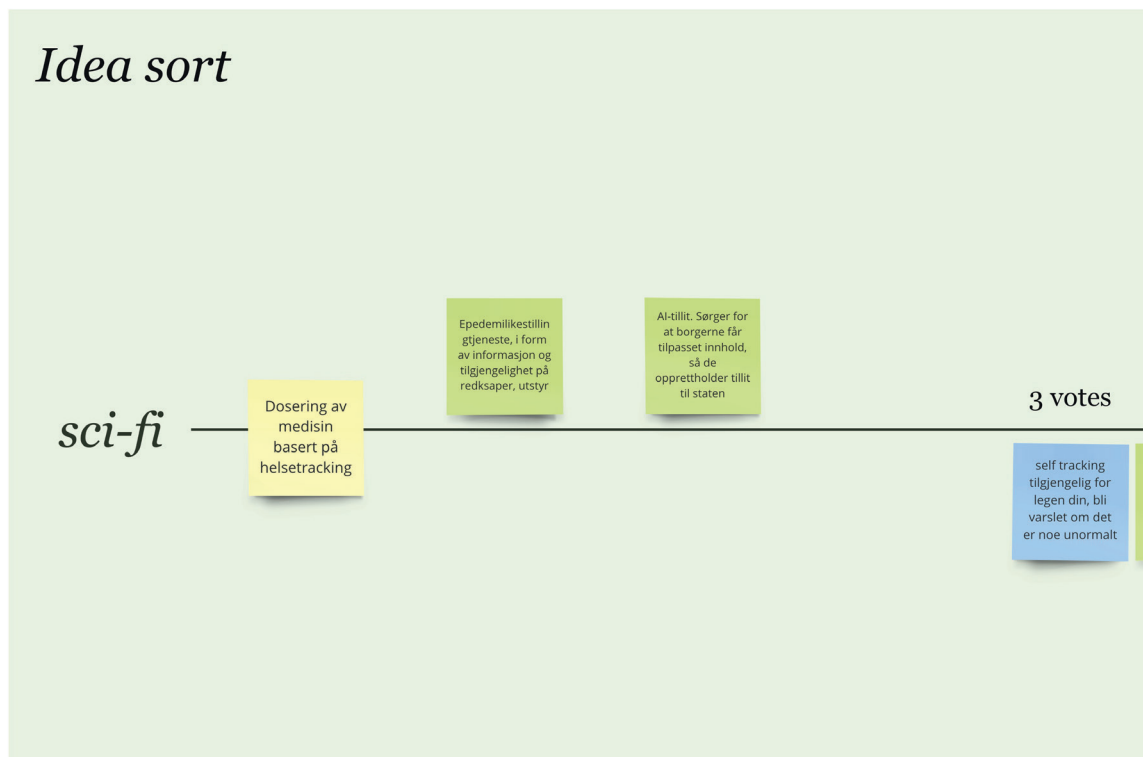 Idea sort
sci-fi
Dosering av
medisin
basert på
helsetracking
Epedemilikestillin
gtjeneste, i form
av informasjon og
tilgjengelighet på
redksaper, utstyr
AI-tillit. Sørger for
at borgerne får
tilpasset innhold,
så de
opprettholder tillit
til staten
3 votes
self tracking
tilgjengelig for
legen din, bli
varslet om det
er noe unormalt